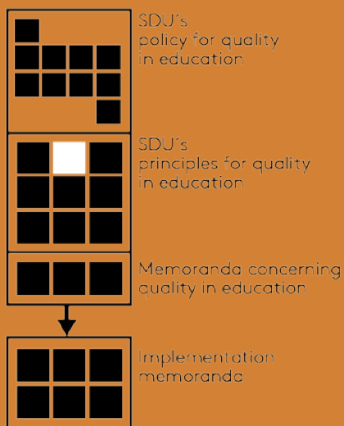 SDU's
policy for quality
in education
SDU's
principles for quality
in education
Memoranda concerning
quality in education
Implementation
memoranda